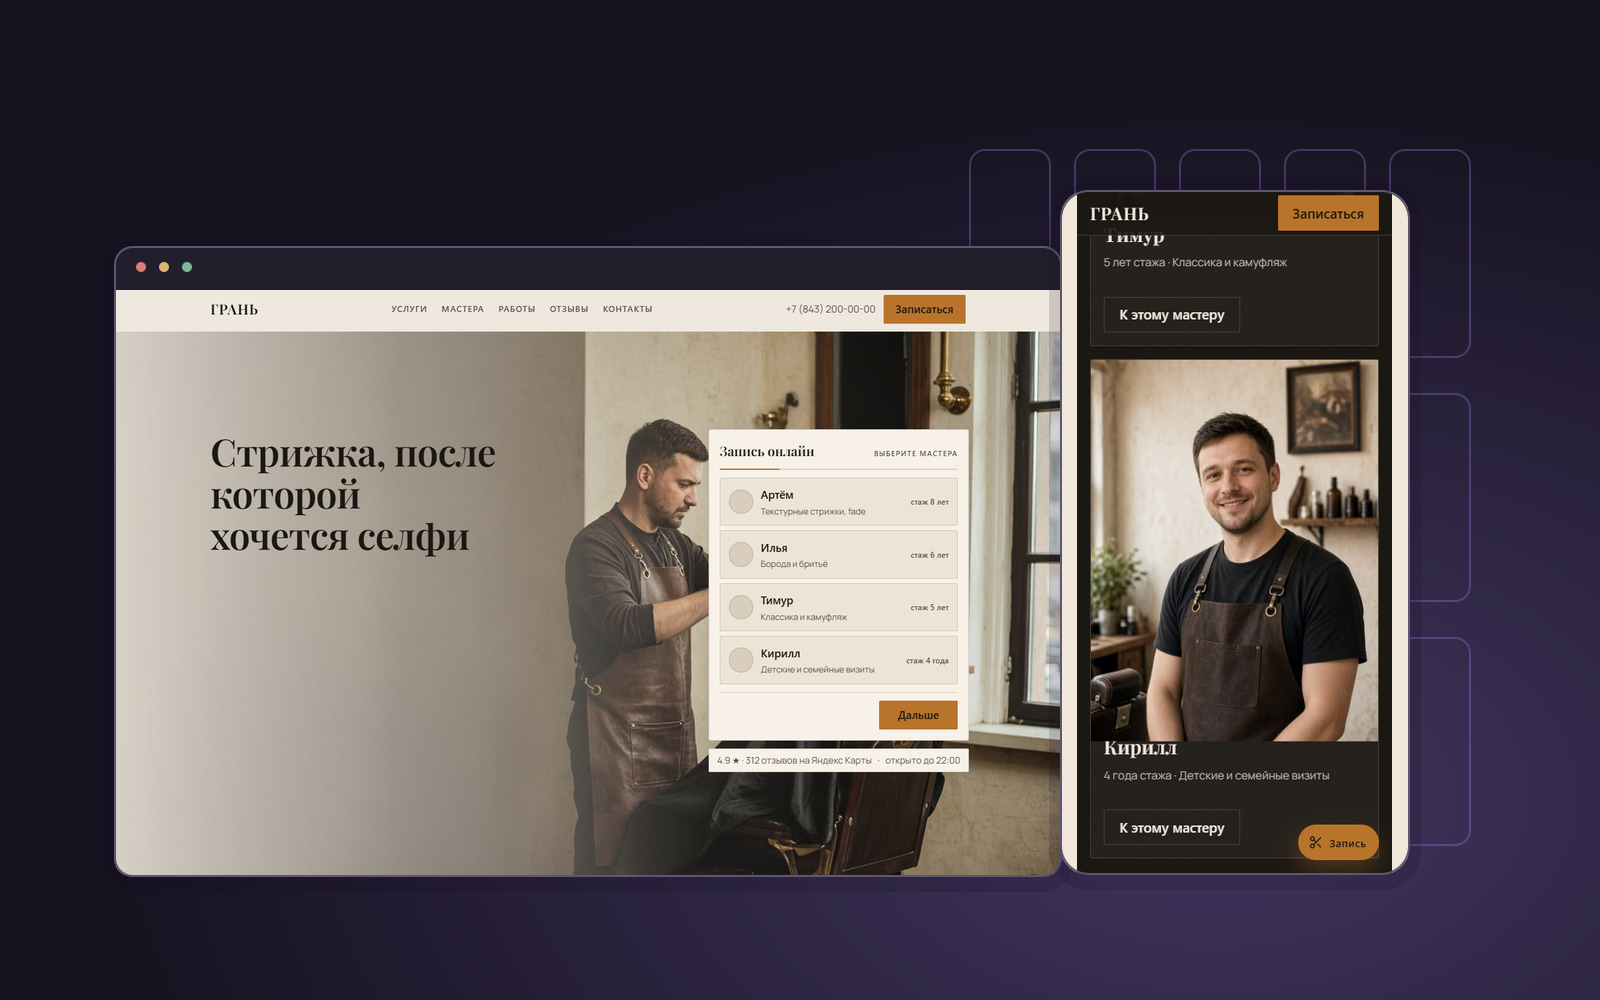 ГРАНЬ
УСЛУГИ МАСТЕРА РАБОТЫ ОТЗЫВЫ КОНТАКТЫ
+7 (843) 200-00-00
Записаться
Стрижка, после
которой
хочется селфи
Запись онлайн
ВЫБЕРИТЕ МАСТЕРА
Артём
Текстурные стрижки, fade
стаж 8 лет
Илья
Борода и бритьё
стаж 6 лет
Тимур
Классика и камуфляж
стаж 5 лет
Кирилл
Детские и семейные визиты
стаж 4 года
Дальше
4.9 ★ · 312 отзывов на Яндекс Карты · открыто до 22:00
ГРАНЬ
Записаться
Тимур
5 лет стажа · Классика и камуфляж
К этому мастеру
Кирилл
4 года стажа · Детские и семейные визиты
К этому мастеру
Запись